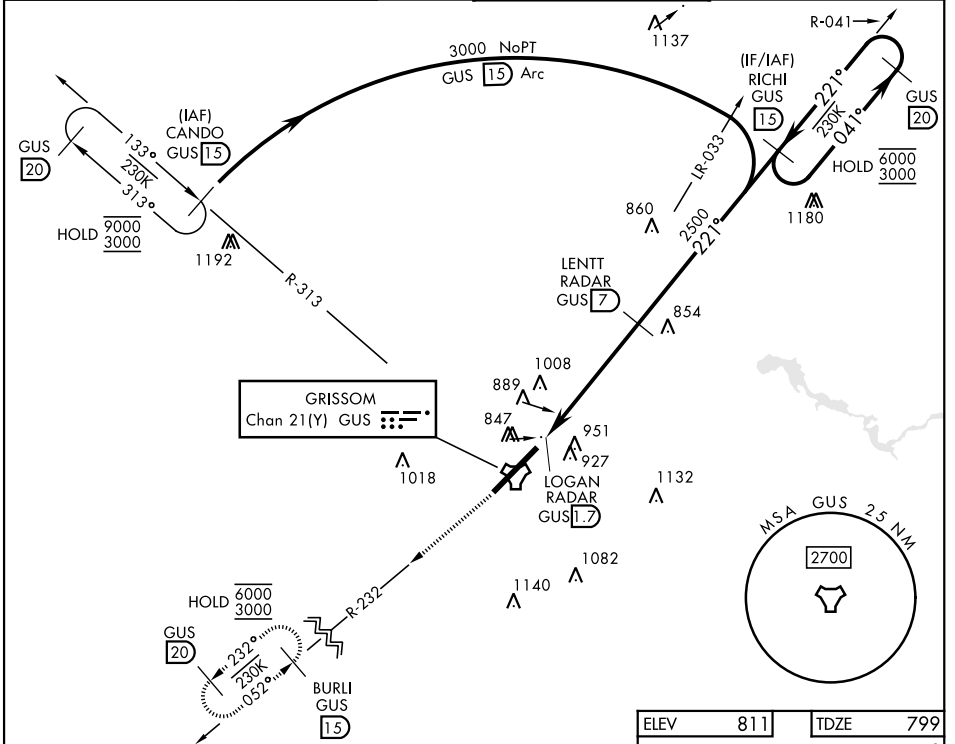 1137
R-041
3000 NoPT
GUS 15 Arc
(IF/IAF)
RICHI
GUS
15
221°
230K
041°
GUS
20
HOLD 6000
3000
1180
(IAF)
CANDO
GUS 15
GUS
20
133°
230K
313°
HOLD 9000
3000
1192
R-313
LR-033
860
2500
221°
LENTT
RADAR
GUS 7
854
1008
889
847
951
927
GRISSOM
Chan 21(Y) GUS
1018
LOGAN
RADAR
GUS 1.7
1132
1082
1140
MSA GUS 25 NM
2700
HOLD 6000
3000
R-232
GUS
20
232°
230K
052°
BURLI
GUS
15
ELEV 811
TDZE 799